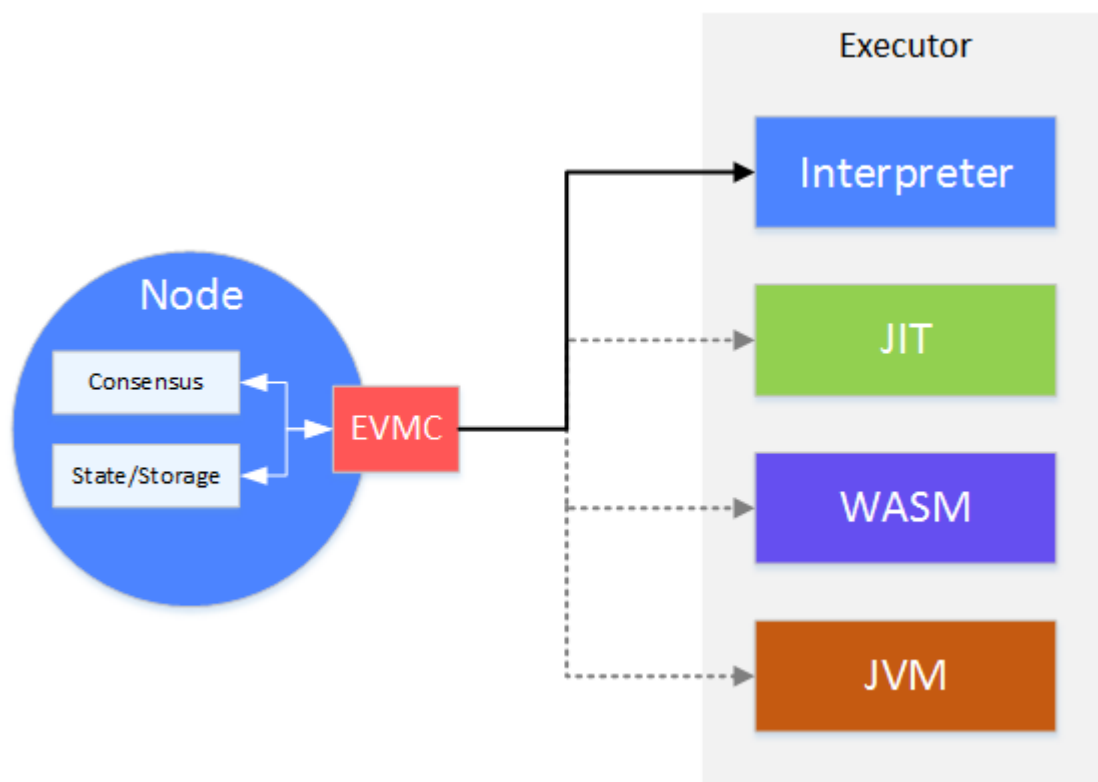 Executor
Interpreter
Node
JIT
Consensus
EVMC
State/Storage
WASM
JVM